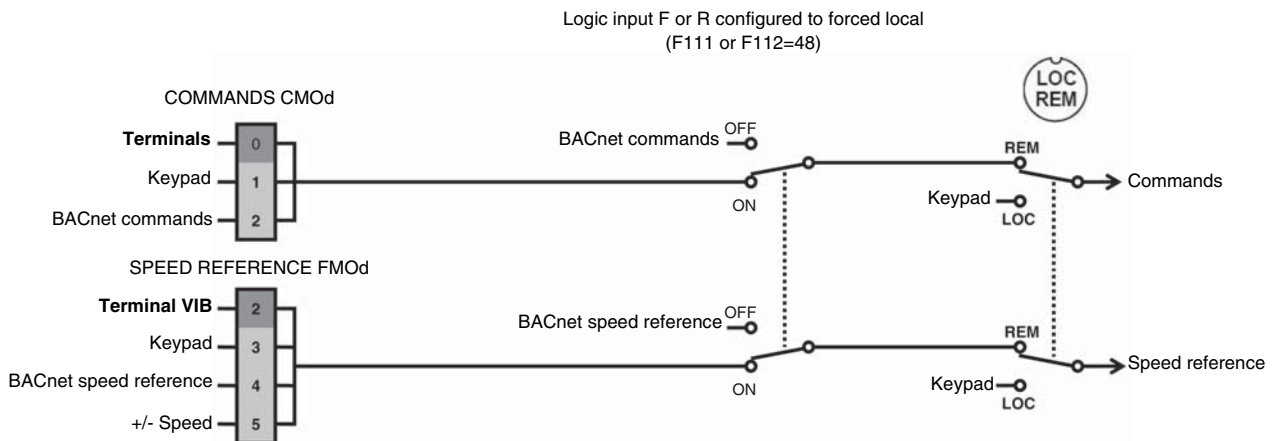 Logic input F or R configured to forced local
(F111 or F112=48)
LOC
REM
COMMANDS CMOd
Terminals 0
Keypad 1
BACnet commands 2
BACnet commands OFF
ON
REM
Keypad
LOC
Commands
SPEED REFERENCE FMOd
Terminal VIB 2
Keypad 3
BACnet speed reference 4
+/- Speed 5
BACnet speed reference OFF
ON
REM
Keypad
LOC
Speed reference